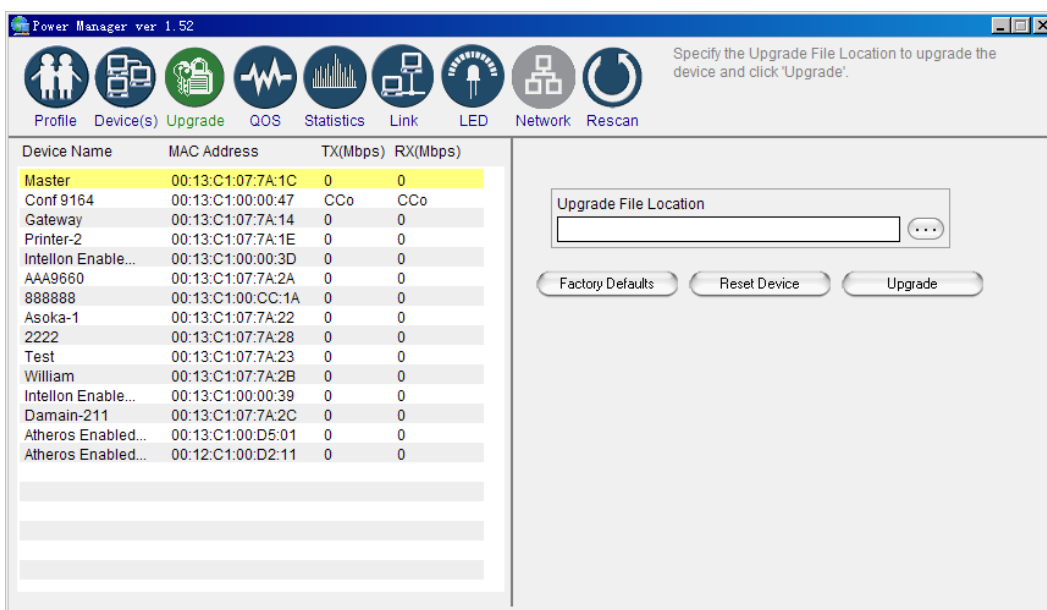 Power Manager ver 1.52
Specify the Upgrade File Location to upgrade the
device and click 'Upgrade'.
Profile Device(s) Upgrade QOS Statistics Link LED Network Rescan
Device Name MAC Address TX(Mbps) RX(Mbps)
Master 00:13:C1:07:7A:1C 0 0
Conf 9164 00:13:C1:00:00:47 CCo CCo
Gateway 00:13:C1:07:7A:14 0 0
Printer-2 00:13:C1:07:7A:1E 0 0
Intellon Enable... 00:13:C1:00:00:3D 0 0
AAA9660 00:13:C1:07:7A:2A 0 0
888888 00:13:C1:00:CC:1A 0 0
Asoka-1 00:13:C1:07:7A:22 0 0
2222 00:13:C1:07:7A:28 0 0
Test 00:13:C1:07:7A:23 0 0
William 00:13:C1:07:7A:2B 0 0
Intellon Enable... 00:13:C1:00:00:39 0 0
Damain-211 00:13:C1:07:7A:2C 0 0
Atheros Enabled... 00:13:C1:00:D5:01 0 0
Atheros Enabled... 00:12:C1:00:D2:11 0 0
Upgrade File Location
...
Factory Defaults Reset Device Upgrade